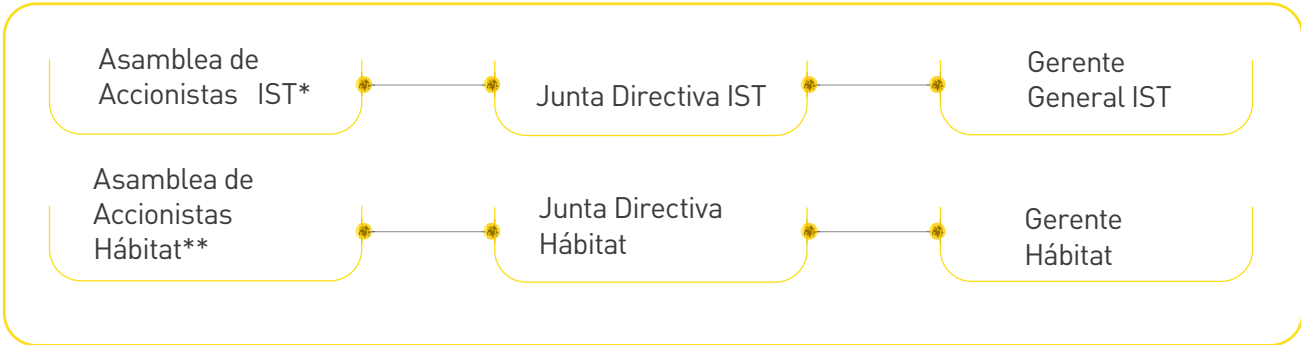 Asamblea de
Accionistas IST*
Junta Directiva IST
Gerente
General IST
Asamblea de
Accionistas
Hábitat**
Junta Directiva
Hábitat
Gerente
Hábitat